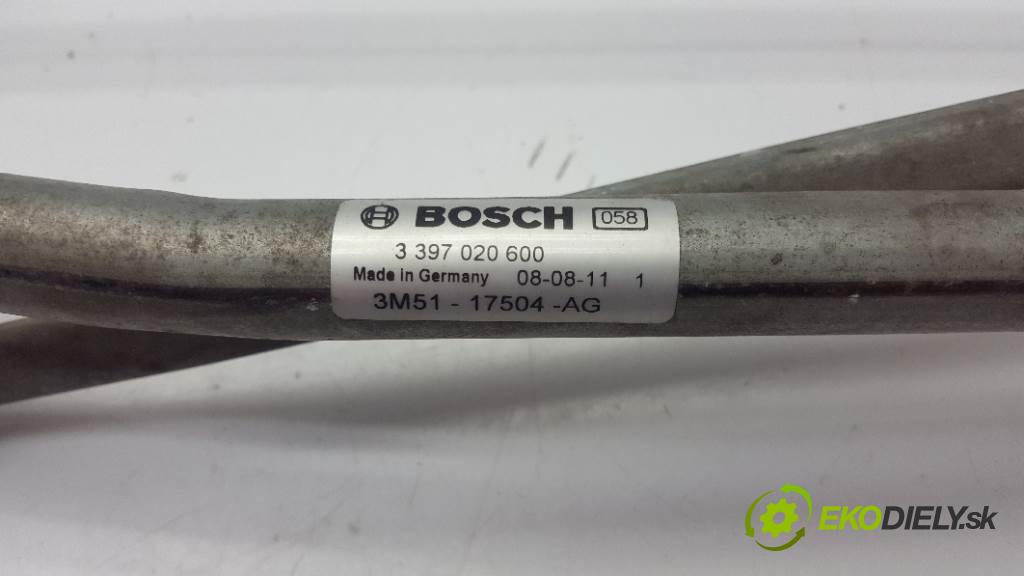 BOSCH 058
3 397 020 600
Made in Germany 08-08-11 1
3M51 - 17504 -AG
EKODIELY.sk